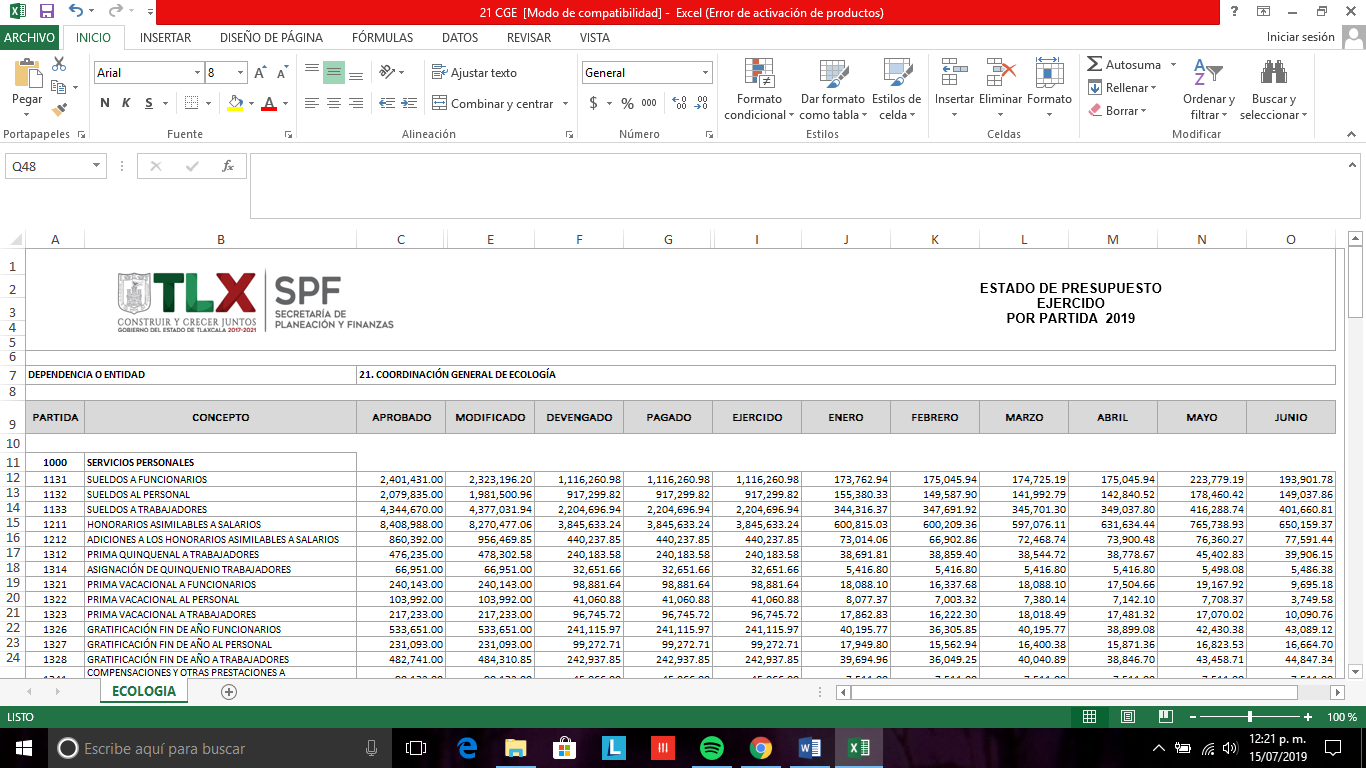 21 CGE [Modo de compatibilidad] - Excel (Error de activación de productos)
ARCHIVO INICIO INSERTAR DISEÑO DE PÁGINA FÓRMULAS DATOS REVISAR VISTA Iniciar sesión
Pegar
Arial 8
N K S
Ajustar texto
Combinar y centrar
General
$ % 000
Formato condicional
Dar formato como tabla
Estilos de celda
Insertar Eliminar Formato
Autosuma
Rellenar
Borrar
Ordenar y filtrar
Buscar y seleccionar
Portapapeles Fuente Alineación Número Estilos Celdas Modificar
Q48 fx
A B C E F G I J K L M N O
1
2
3
4
5
6
TLX
CONSTRUIR Y CRECER JUNTOS
GOBIERNO DEL ESTADO DE TLAXCALA 2017-2021
SPF
SECRETARÍA DE
PLANEACIÓN Y FINANZAS
ESTADO DE PRESUPUESTO
EJERCIDO
POR PARTIDA 2019
7 DEPENDENCIA O ENTIDAD 21. COORDINACIÓN GENERAL DE ECOLOGÍA
8
9 PARTIDA CONCEPTO APROBADO MODIFICADO DEVENGADO PAGADO EJERCIDO ENERO FEBRERO MARZO ABRIL MAYO JUNIO
10
11 1000 SERVICIOS PERSONALES
12 1131 SUELDOS A FUNCIONARIOS 2,401,431.00 2,323,196.20 1,116,260.98 1,116,260.98 1,116,260.98 173,762.94 175,045.94 174,725.19 175,045.94 223,779.19 193,901.78
13 1132 SUELDOS AL PERSONAL 2,079,835.00 1,981,500.96 917,299.82 917,299.82 917,299.82 155,380.33 149,587.90 141,992.79 142,840.52 178,460.42 149,037.86
14 1133 SUELDOS A TRABAJADORES 4,344,670.00 4,377,031.94 2,204,696.94 2,204,696.94 2,204,696.94 344,316.37 347,691.92 345,701.30 349,037.80 416,288.74 401,660.81
15 1211 HONORARIOS ASIMILABLES A SALARIOS 8,408,988.00 8,270,477.06 3,845,633.24 3,845,633.24 3,845,633.24 600,815.03 600,209.36 597,076.11 631,634.44 765,738.93 650,159.37
16 1212 ADICIONES A LOS HONORARIOS ASIMILABLES A SALARIOS 860,392.00 956,469.85 440,237.85 440,237.85 440,237.85 73,014.06 66,902.86 72,468.74 73,900.48 76,360.27 77,591.44
17 1312 PRIMA QUINQUENAL A TRABAJADORES 476,235.00 478,302.58 240,183.58 240,183.58 240,183.58 38,691.81 38,859.40 38,544.72 38,778.67 45,402.83 39,906.15
18 1314 ASIGNACIÓN DE QUINQUENIO TRABAJADORES 66,951.00 66,951.00 32,651.66 32,651.66 32,651.66 5,416.80 5,416.80 5,416.80 5,416.80 5,498.08 5,486.38
19 1321 PRIMA VACACIONAL A FUNCIONARIOS 240,143.00 240,143.00 98,881.64 98,881.64 98,881.64 18,088.10 16,337.68 18,088.10 17,504.66 19,167.92 9,695.18
20 1322 PRIMA VACACIONAL AL PERSONAL 103,992.00 103,992.00 41,060.88 41,060.88 41,060.88 8,077.37 7,003.32 7,380.14 7,142.10 7,708.37 3,749.58
21 1323 PRIMA VACACIONAL A TRABAJADORES 217,233.00 217,233.00 96,745.72 96,745.72 96,745.72 17,862.83 16,222.30 18,018.49 17,481.32 17,070.02 10,090.76
22 1326 GRATIFICACIÓN FIN DE AÑO FUNCIONARIOS 533,651.00 533,651.00 241,115.97 241,115.97 241,115.97 40,195.77 36,305.85 40,195.77 38,899.08 42,430.38 43,089.12
23 1327 GRATIFICACIÓN FIN DE AÑO AL PERSONAL 231,093.00 231,093.00 99,272.71 99,272.71 99,272.71 17,949.80 15,562.94 16,400.38 15,871.36 16,823.53 16,664.70
24 1328 GRATIFICACIÓN FIN DE AÑO A TRABAJADORES 482,741.00 484,310.85 242,937.85 242,937.85 242,937.85 39,694.96 36,049.25 40,040.89 38,846.70 43,458.71 44,847.34
COMPENSACIONES Y OTRAS PRESTACIONES A
ECOLOGIA
LISTO 100 %
Escribe aquí para buscar
12:21 p. m.
15/07/2019